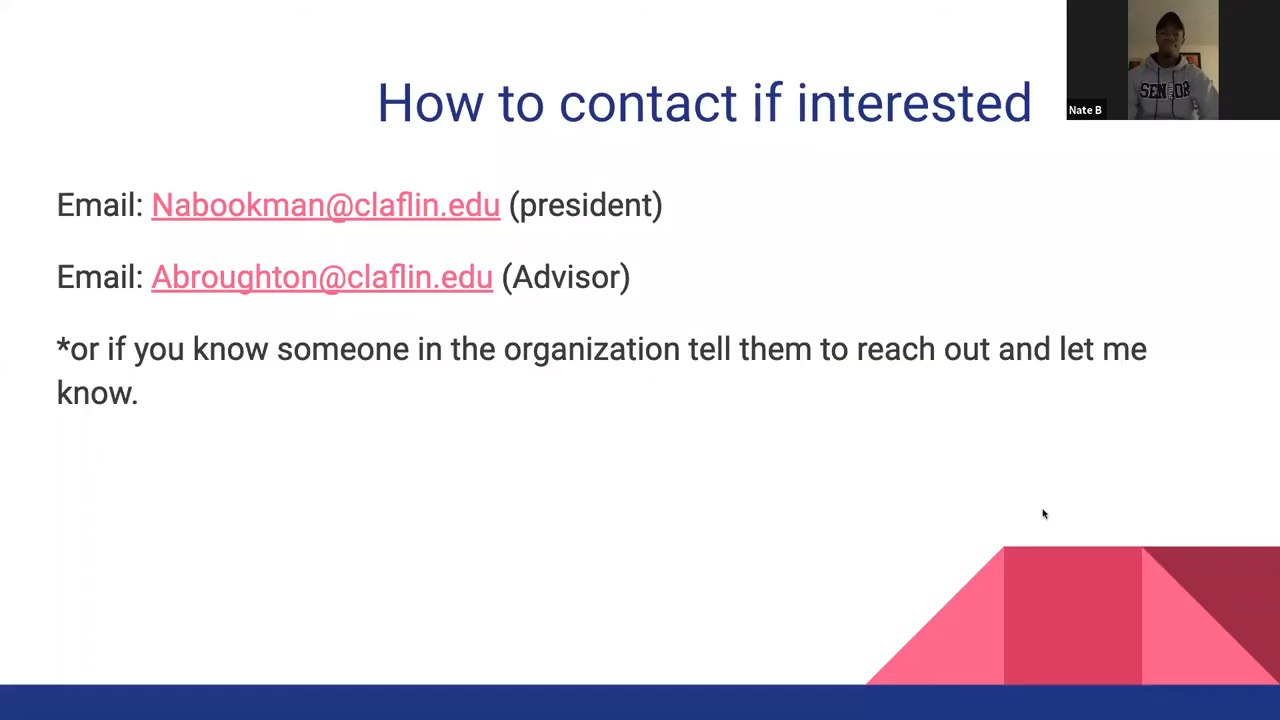 How to contact if interested
Nate B
SENIOR
Email: Nabookman@claflin.edu (president)
Email: Abroughton@claflin.edu (Advisor)
*or if you know someone in the organization tell them to reach out and let me
know.